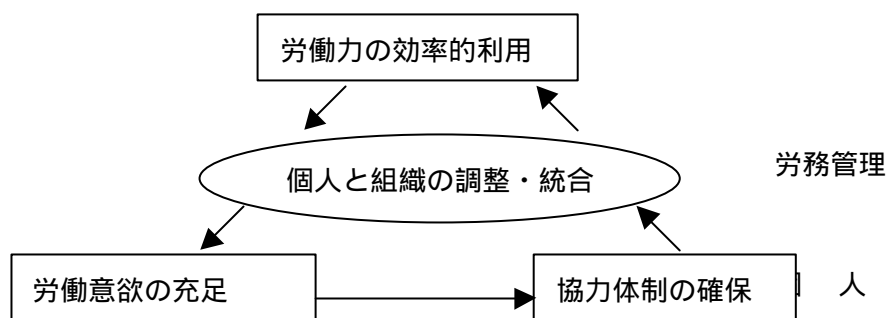 労働力の効率的利用
個人と組織の調整・統合
労務管理
労働意欲の充足
協力体制の確保
人